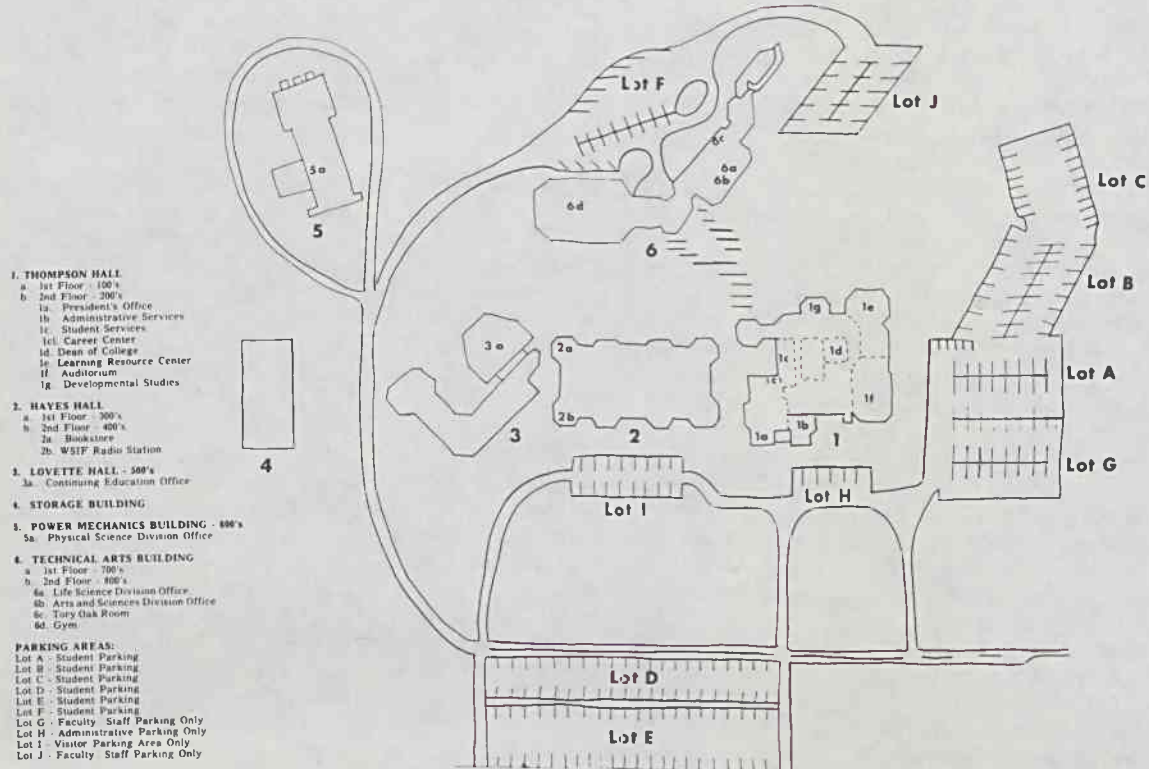 1. THOMPSON HALL
a. 1st Floor - 100's
b. 2nd Floor - 200's
1a. President's Office
1b. Administrative Services
1c. Student Services
1c1. Career Center
1d. Dean of College
1e. Learning Resource Center
1f. Auditorium
1g. Developmental Studies
2. HAYES HALL
a. 1st Floor - 300's
b. 2nd Floor - 400's
2a. Bookstore
2b. WSIF Radio Station
3. LOVETTE HALL - 500's
3a. Continuing Education Office
4. STORAGE BUILDING
5. POWER MECHANICS BUILDING - 600's
5a. Physical Science Division Office
6. TECHNICAL ARTS BUILDING
a. 1st Floor - 700's
b. 2nd Floor - 800's
6a. Life Science Division Office
6b. Arts and Sciences Division Office
6c. Tory Oak Room
6d. Gym
PARKING AREAS:
Lot A - Student Parking
Lot B - Student Parking
Lot C - Student Parking
Lot D - Student Parking
Lot E - Student Parking
Lot F - Student Parking
Lot G - Faculty Staff Parking Only
Lot H - Administrative Parking Only
Lot I - Visitor Parking Area Only
Lot J - Faculty Staff Parking Only
Lot F
Lot J
6c
5a
6a
6b
Lot C
6d
5
6
Lot B
1g
1e
3a
2a
1c
1d
Lot A
1f
2b
1b
1a
3
2
1
4
Lot G
Lot I
Lot H
Lot D
Lot E